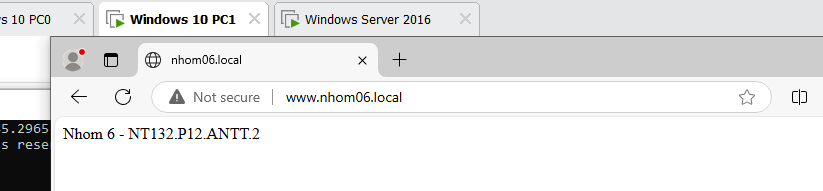 s 10 PC0
Windows 10 PC1
Windows Server 2016
nhom06.local
Not secure
www.nhom06.local
5.2965
s rese
Nhom 6 - NT132.P12.ANTT.2